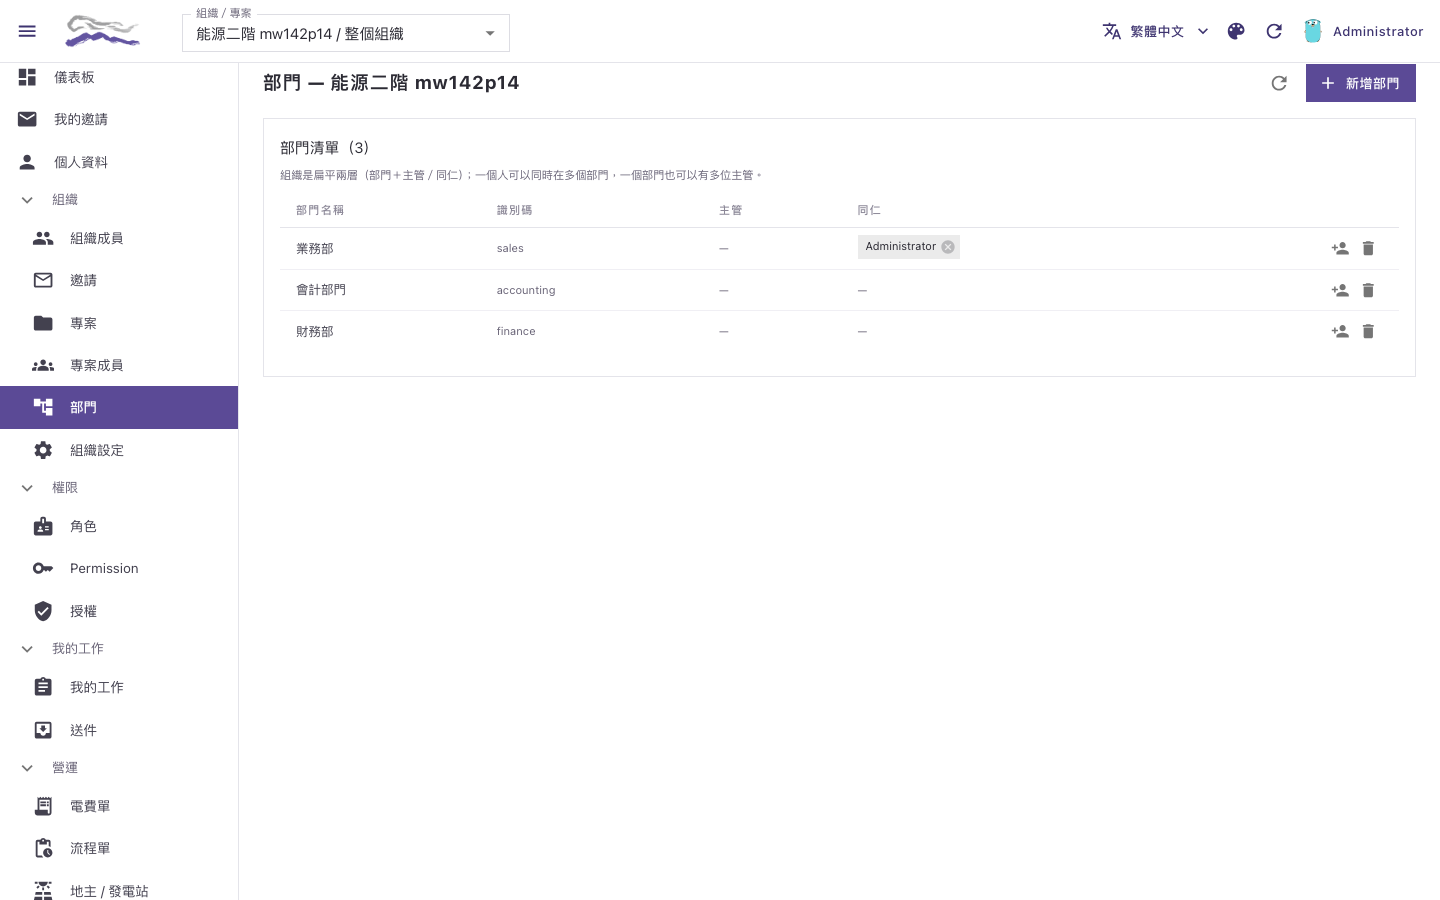 組織 / 專案
能源二階 mw142p14 / 整個組織
繁體中文
Administrator
儀表板
我的邀請
個人資料
組織
組織成員
邀請
專案
專案成員
部門
組織設定
權限
角色
Permission
授權
我的工作
我的工作
送件
營運
電費單
流程單
地主 / 發電站
部門 — 能源二階 mw142p14
新增部門
部門清單（3）
組織是扁平兩層（部門＋主管 / 同仁）；一個人可以同時在多個部門，一個部門也可以有多位主管。
部門名稱 識別碼 主管 同仁
業務部 sales — Administrator
會計部門 accounting — —
財務部 finance — —